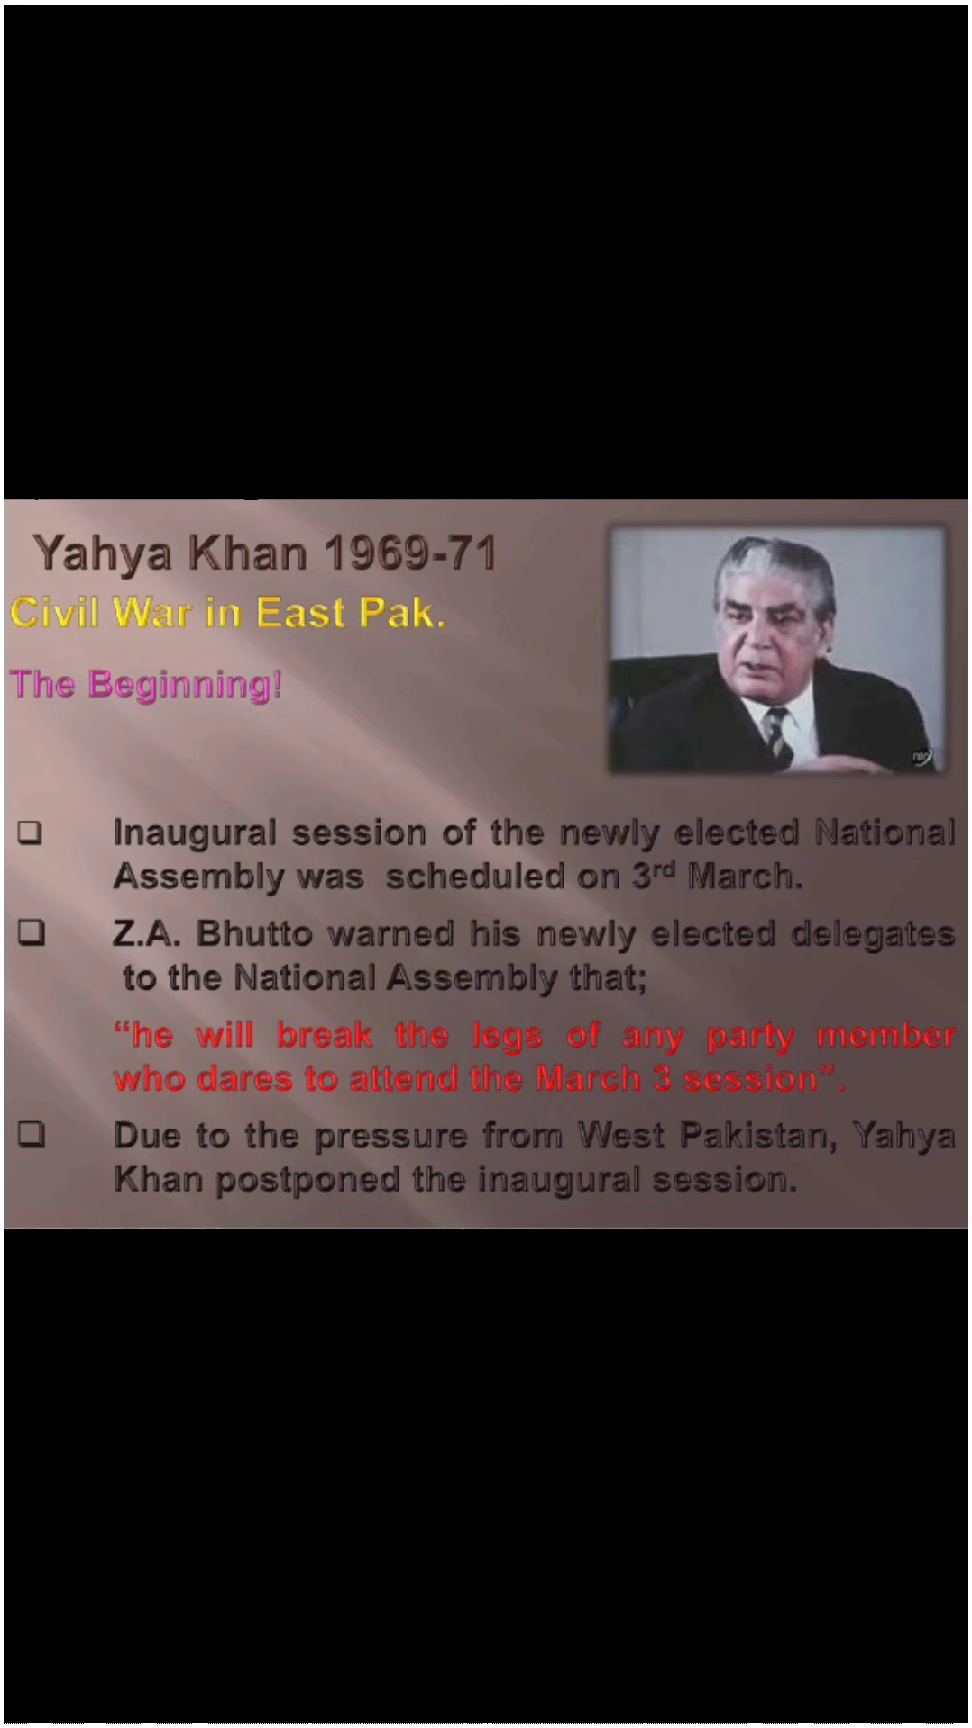 Yahya Khan 1969-71
Civil War in East Pak.
The Beginning!
Inaugural session of the newly elected National
Assembly was scheduled on 3rd March.
Z.A. Bhutto warned his newly elected delegates
to the National Assembly that;
“he will break the legs of any party member
who dares to attend the March 3 session”.
Due to the pressure from West Pakistan, Yahya
Khan postponed the inaugural session.